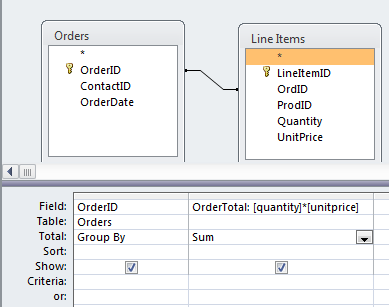 Orders
*
OrderID
ContactID
OrderDate
Line Items
*
LineItemID
OrdID
ProdID
Quantity
UnitPrice
Field: OrderID OrderTotal: [quantity]*[unitprice]
Table: Orders
Total: Group By Sum
Sort:
Show:
Criteria:
or: